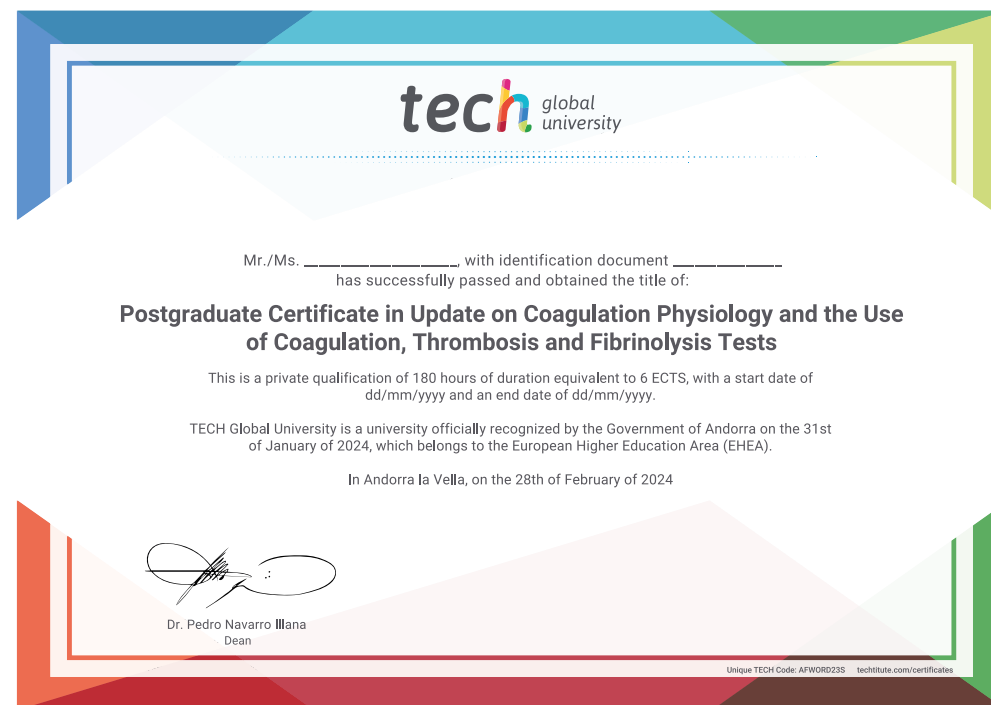 tech global
university
Mr./Ms. ____________________, with identification document ______________
has successfully passed and obtained the title of:
Postgraduate Certificate in Update on Coagulation Physiology and the Use
of Coagulation, Thrombosis and Fibrinolysis Tests
This is a private qualification of 180 hours of duration equivalent to 6 ECTS, with a start date of
dd/mm/yyyy and an end date of dd/mm/yyyy.
TECH Global University is a university officially recognized by the Government of Andorra on the 31st
of January of 2024, which belongs to the European Higher Education Area (EHEA).
In Andorra la Vella, on the 28th of February of 2024
Dr. Pedro Navarro Illana
Dean
Unique TECH Code: AFWORD23S techtitute.com/certificates